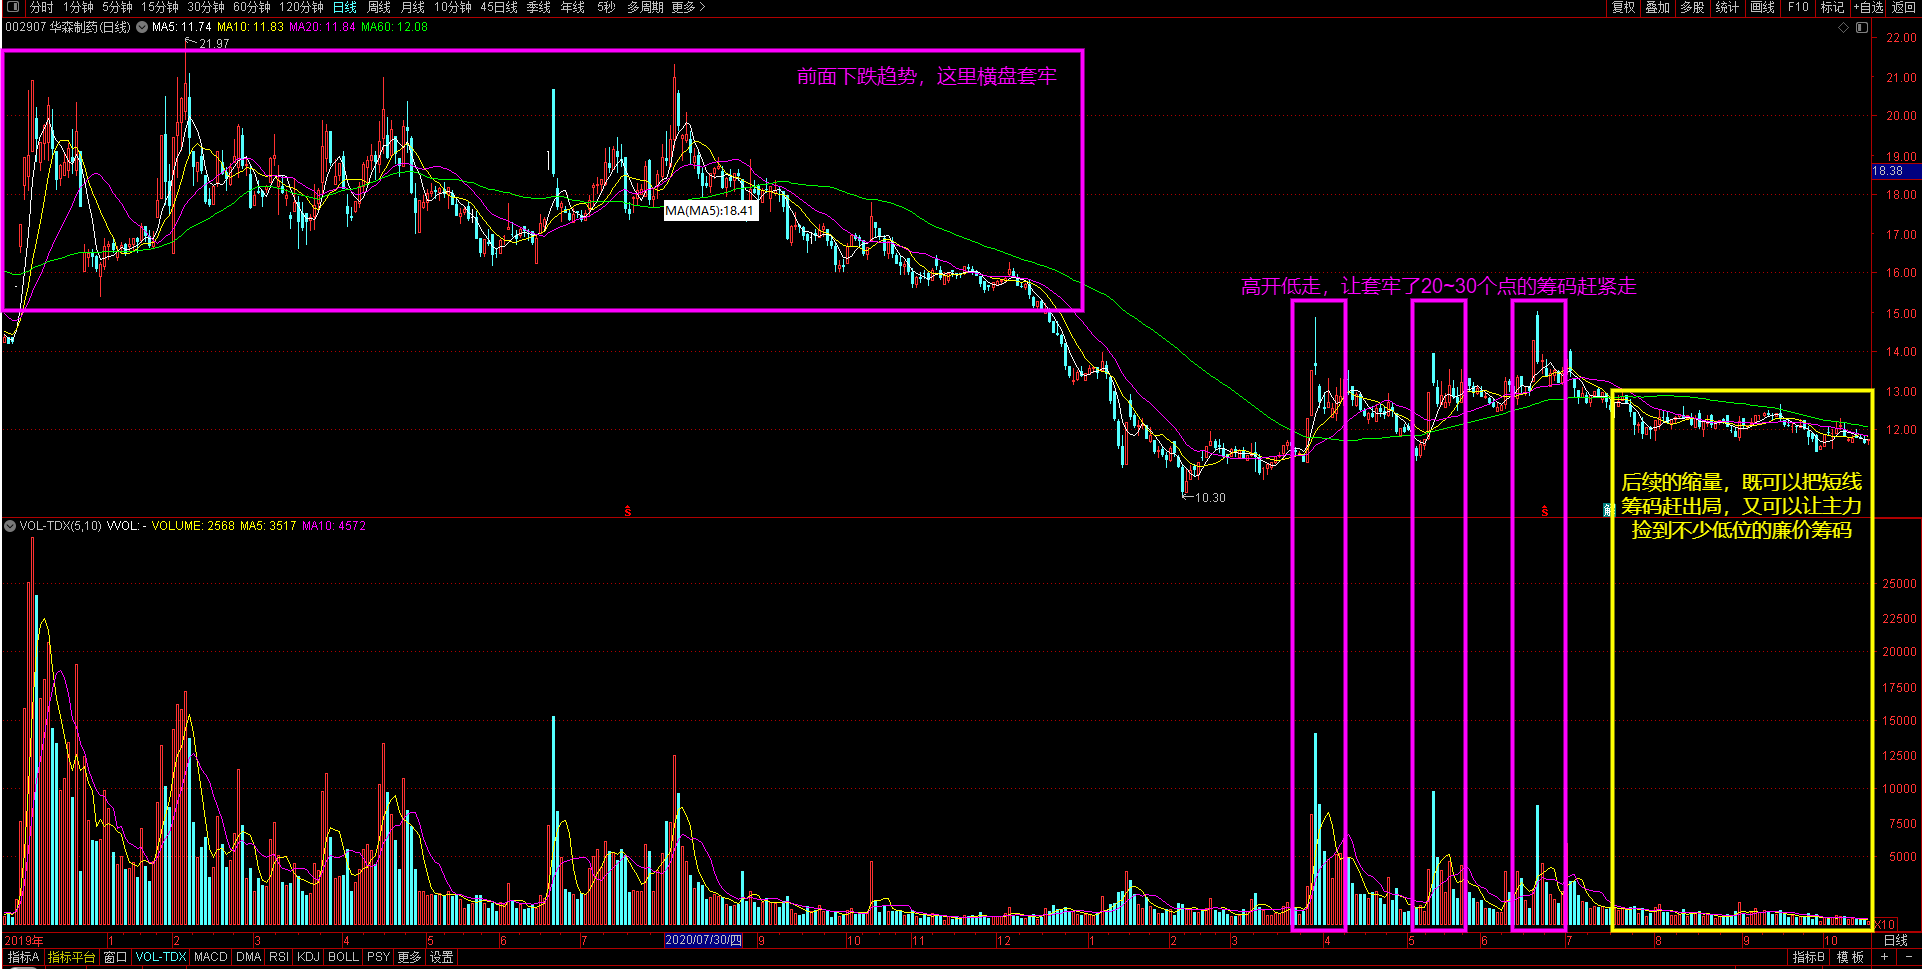 分时 1分钟 5分钟 15分钟 30分钟 60分钟 120分钟 日线 周线 月线 10分钟 45日线 季线 年线 5秒 多周期 更多 复权 叠加 多股 统计 画线 F10 标记 +自选 返回
002907 华森制药(日线) MA5: 11.74 MA10: 11.83 MA20: 11.84 MA60: 12.08
21.97
前面下跌趋势，这里横盘套牢
MA(MA5):18.41
高开低走，让套牢了20~30个点的筹码赶紧走
10.30
后续的缩量，既可以把短线
筹码赶出局，又可以让主力
捡到不少低位的廉价筹码
22.00
21.00
20.00
19.00
18.38
18.00
17.00
16.00
15.00
14.00
13.00
12.00
S
S
VOL-TDX(5,10) VVOL: - VOLUME: 2568 MA5: 3517 MA10: 4572
25000
22500
20000
17500
15000
12500
10000
7500
5000
X10
2019年 1 2 3 4 5 6 7 2020/07/30/四 9 10 11 12 1 2 3 4 5 6 7 8 9 10 日线
指标A 指标平台 窗口 VOL-TDX MACD DMA RSI KDJ BOLL PSY 更多 设置 指标B 模板 + -